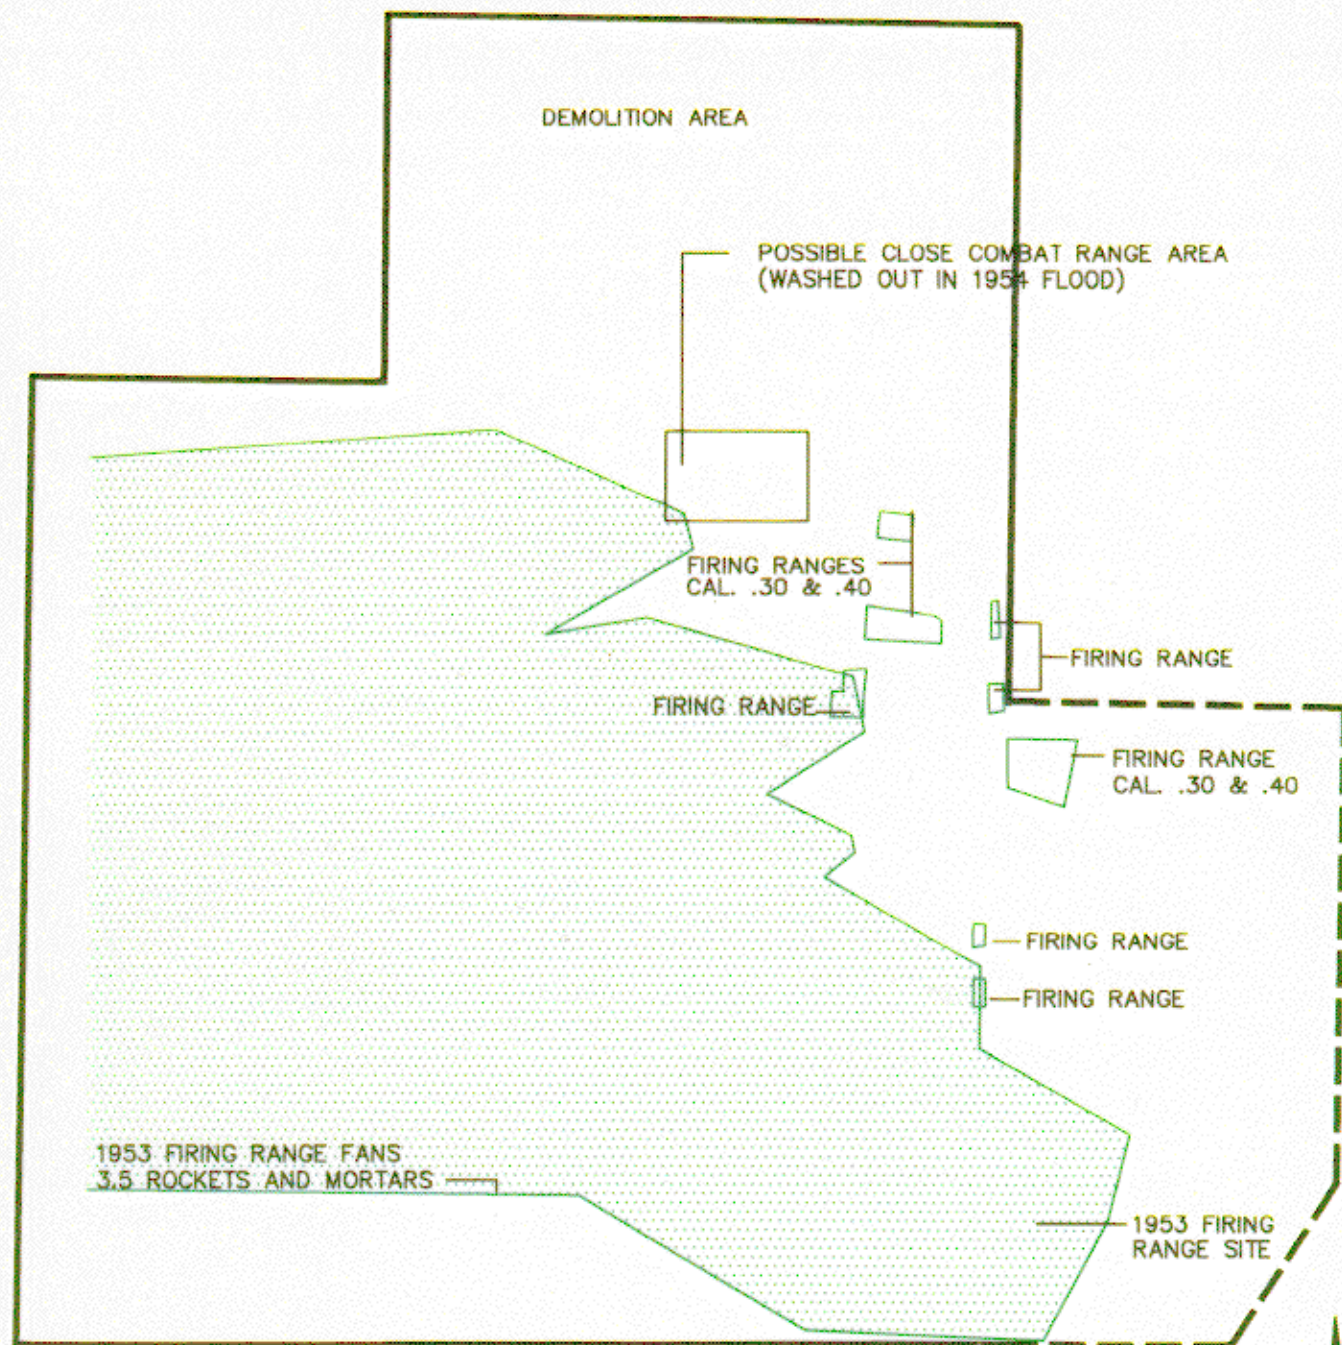 DEMOLITION AREA
POSSIBLE CLOSE COMBAT RANGE AREA
(WASHED OUT IN 1954 FLOOD)
FIRING RANGES
CAL. .30 & .40
FIRING RANGE
FIRING RANGE
FIRING RANGE
CAL. .30 & .40
FIRING RANGE
FIRING RANGE
1953 FIRING RANGE FANS
3.5 ROCKETS AND MORTARS
1953 FIRING
RANGE SITE